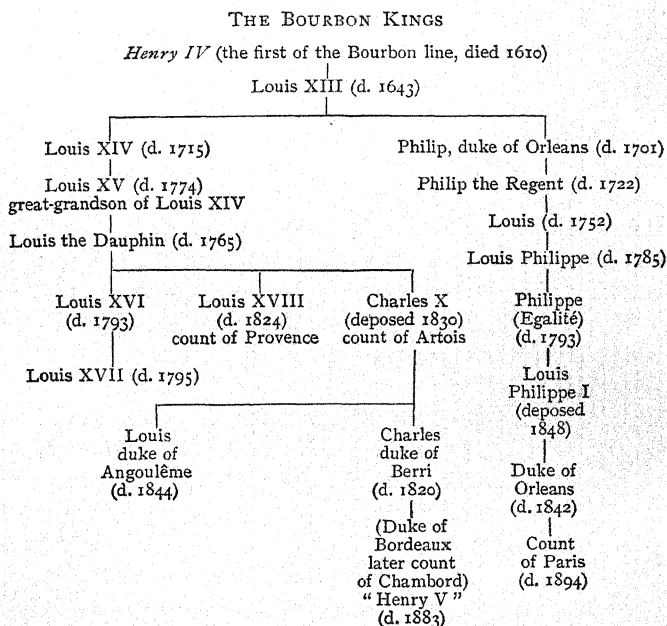 THE BOURBON KINGS
Henry IV (the first of the Bourbon line, died 1610)
Louis XIII (d. 1643)
Louis XIV (d. 1715)
Philip, duke of Orleans (d. 1701)
Louis XV (d. 1774)
great-grandson of Louis XIV
Philip the Regent (d. 1722)
Louis (d. 1752)
Louis the Dauphin (d. 1765)
Louis Philippe (d. 1785)
Louis XVI
(d. 1793)
Louis XVIII
(d. 1824)
count of Provence
Charles X
(deposed 1830)
count of Artois
Philippe
(Egalité)
(d. 1793)
Louis XVII (d. 1795)
Louis
Philippe I
(deposed
1848)
Louis
duke of
Angoulême
(d. 1844)
Charles
duke of
Berri
(d. 1820)
Duke of
Orleans
(d. 1842)
(Duke of
Bordeaux
later count
of Chambord)
"Henry V"
(d. 1883)
Count
of Paris
(d. 1894)